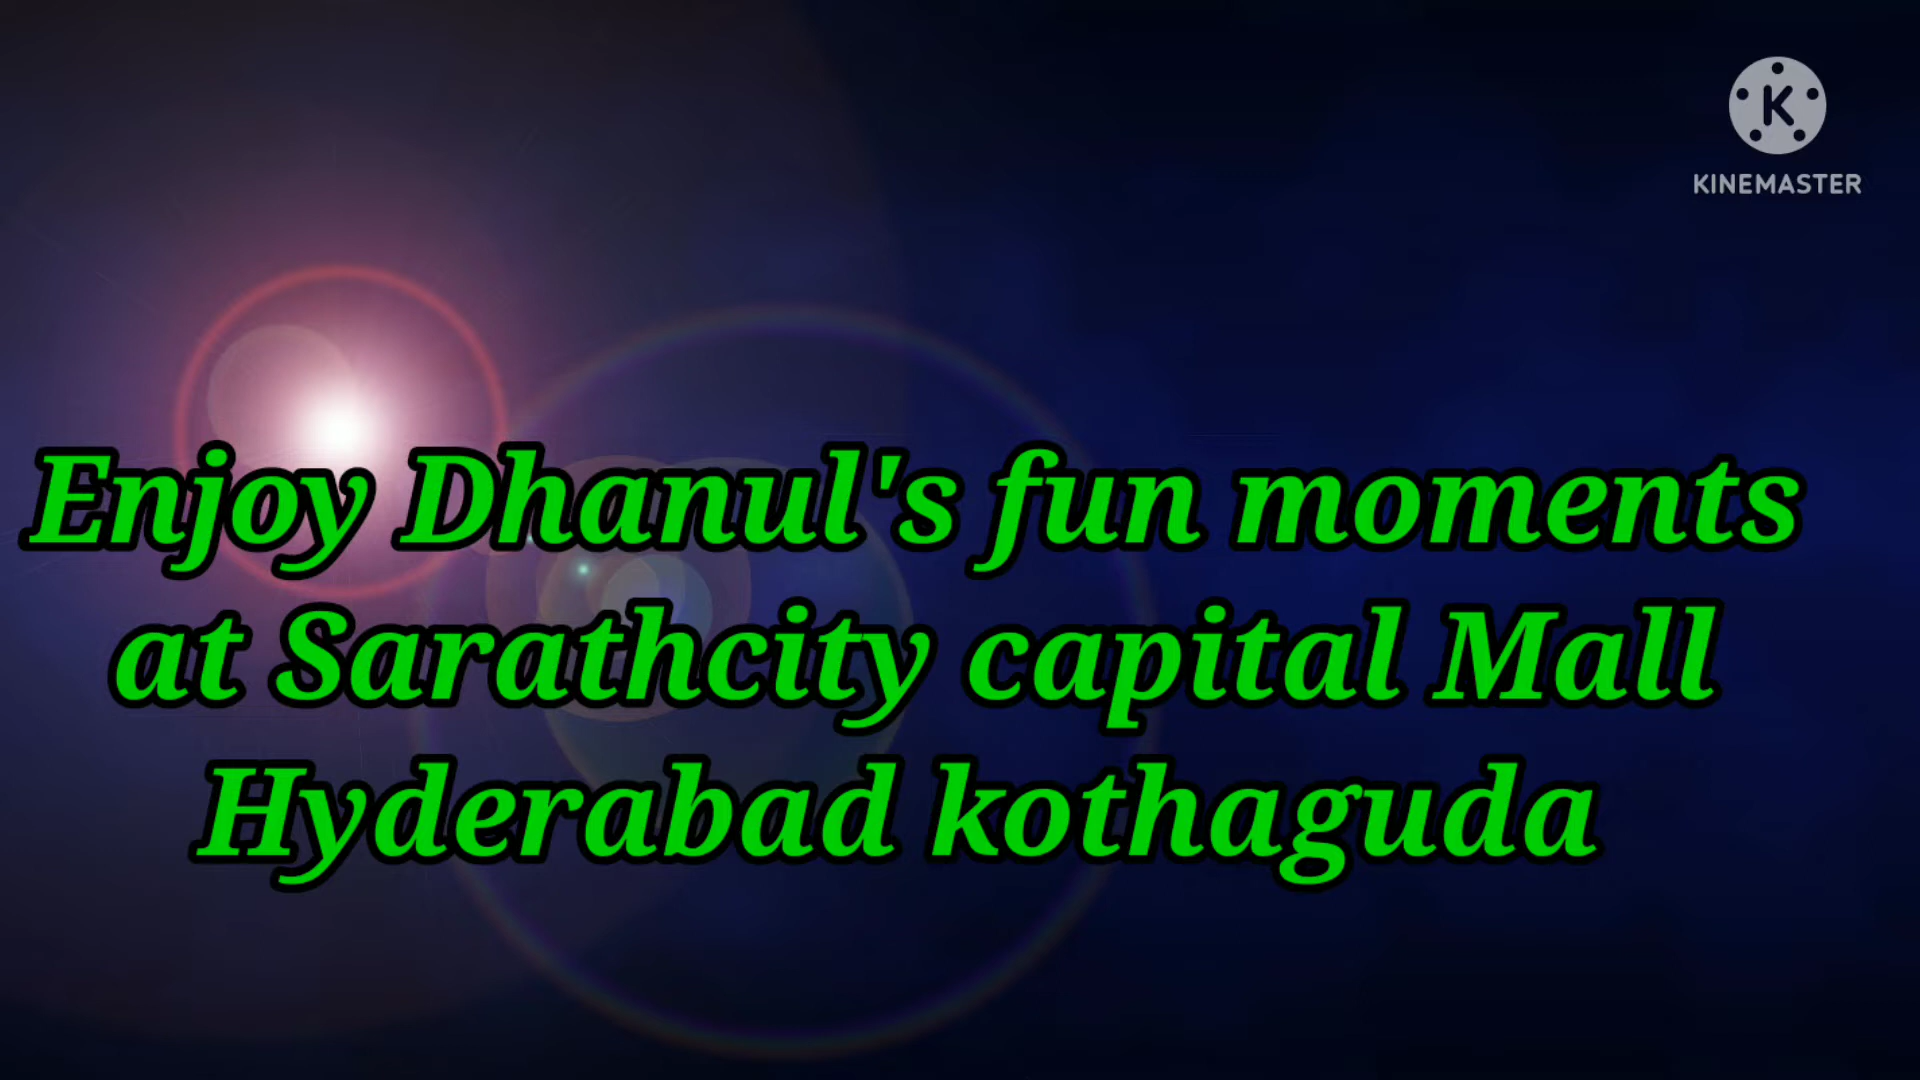 K
KINEMASTER
Enjoy Dhanul's fun moments
at Sarathcity capital Mall
Hyderabad kothaguda